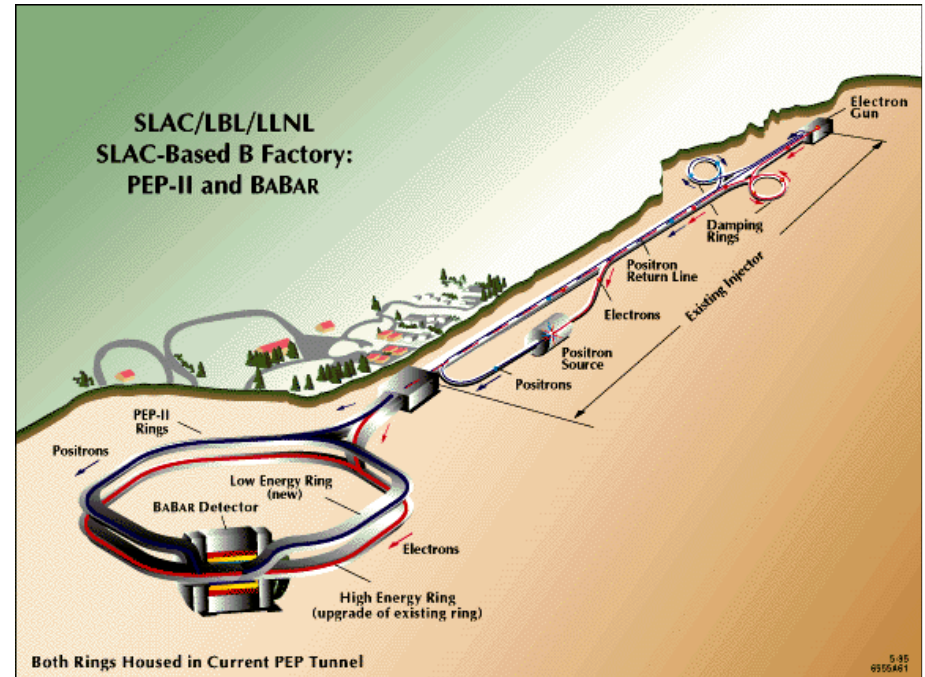 SLAC/LBL/LLNL
SLAC-Based B Factory:
PEP-II and BABAR
Electron
Gun
Damping
Rings
Positron
Return Line
Existing Injector
Electrons
Positron
Source
Positrons
PEP-II
Rings
Positrons
Low Energy Ring
(new)
BABAR Detector
Electrons
High Energy Ring
(upgrade of existing ring)
Both Rings Housed in Current PEP Tunnel
5-95
6955A61